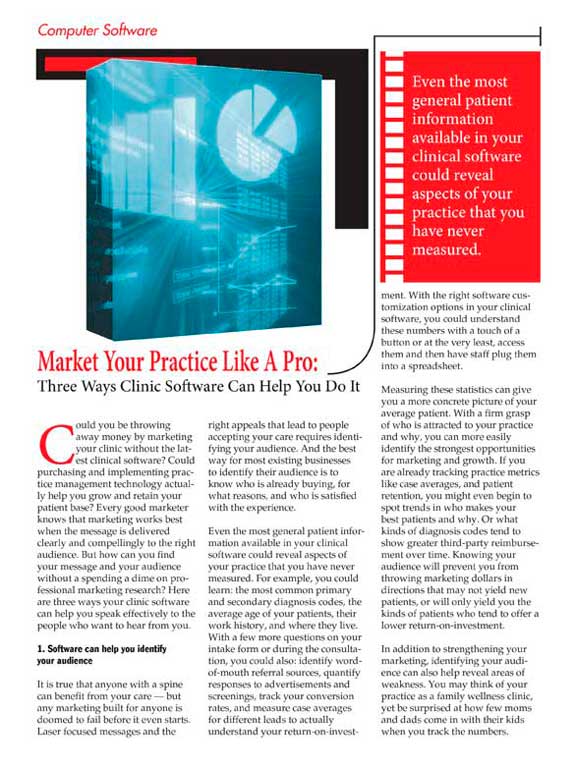 Computer Software
Even the most
general patient
information
available in your
clinical software
could reveal
aspects of your
practice that you
have never
measured.
Market Your Practice Like A Pro:
Three Ways Clinic Software Can Help You Do It
Could you be throwing
away money by marketing
your clinic without the lat-
est clinical software? Could
purchasing and implementing prac-
tice management technology actual-
ly help you grow and retain your
patient base? Every good marketer
knows that marketing works best
when the message is delivered
clearly and compellingly to the right
audience. But how can you find
your message and your audience
without a spending a dime on pro-
fessional marketing research? Here
are three ways your clinic software
can help you speak effectively to the
people who want to hear from you.
1. Software can help you identify
your audience
It is true that anyone with a spine
can benefit from your care — but
any marketing built for anyone is
doomed to fail before it even starts.
Laser focused messages and the
right appeals that lead to people
accepting your care requires identi-
fying your audience. And the best
way for most existing businesses
to identify their audience is to
know who is already buying, for
what reasons, and who is satisfied
with the experience.
Even the most general patient infor-
mation available in your clinical
software could reveal aspects of
your practice that you have never
measured. For example, you could
learn: the most common primary
and secondary diagnosis codes, the
average age of your patients, their
work history, and where they live.
With a few more questions on your
intake form or during the consulta-
tion, you could also: identify word-
of-mouth referral sources, quantify
responses to advertisements and
screenings, track your conversion
rates, and measure case averages
for different leads to actually
understand your return-on-invest-
ment. With the right software cus-
tomization options in your clinical
software, you could understand
these numbers with a touch of a
button or at the very least, access
them and then have staff plug them
into a spreadsheet.
Measuring these statistics can give
you a more concrete picture of your
average patient. With a firm grasp
of who is attracted to your practice
and why, you can more easily
identify the strongest opportunities
for marketing and growth. If you
are already tracking practice metrics
like case averages, and patient
retention, you might even begin to
spot trends in who makes your
best patients and why. Or what
kinds of diagnosis codes tend to
show greater third-party reimburse-
ment over time. Knowing your
audience will prevent you from
throwing marketing dollars in
directions that may not yield new
patients, or will only yield you the
kinds of patients who tend to offer a
lower return-on-investment.
In addition to strengthening your
marketing, identifying your audi-
ence can also help reveal areas of
weakness. You may think of your
practice as a family wellness clinic,
yet be surprised at how few moms
and dads come in with their kids
when you track the numbers.